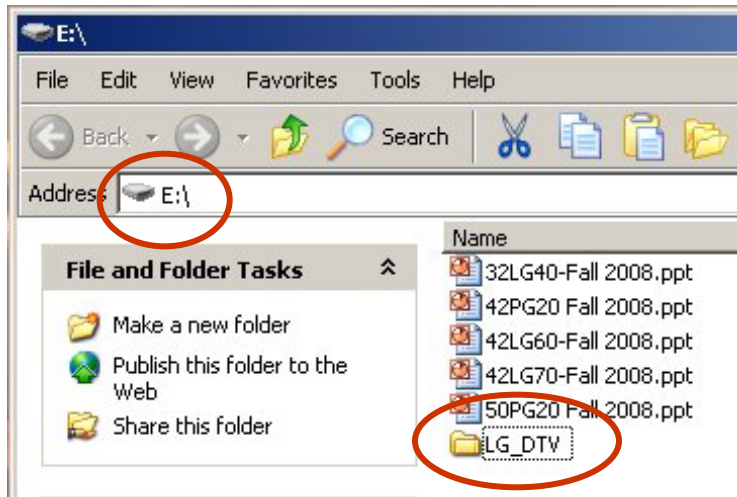 E:\
File Edit View Favorites Tools Help
Back Search
Address E:\
File and Folder Tasks
Make a new folder
Publish this folder to the
Web
Share this folder
Name
32LG40-Fall 2008.ppt
42PG20-Fall 2008.ppt
42LG60-Fall 2008.ppt
42LG70-Fall 2008.ppt
50PG20 Fall 2008.ppt
LG_DTV